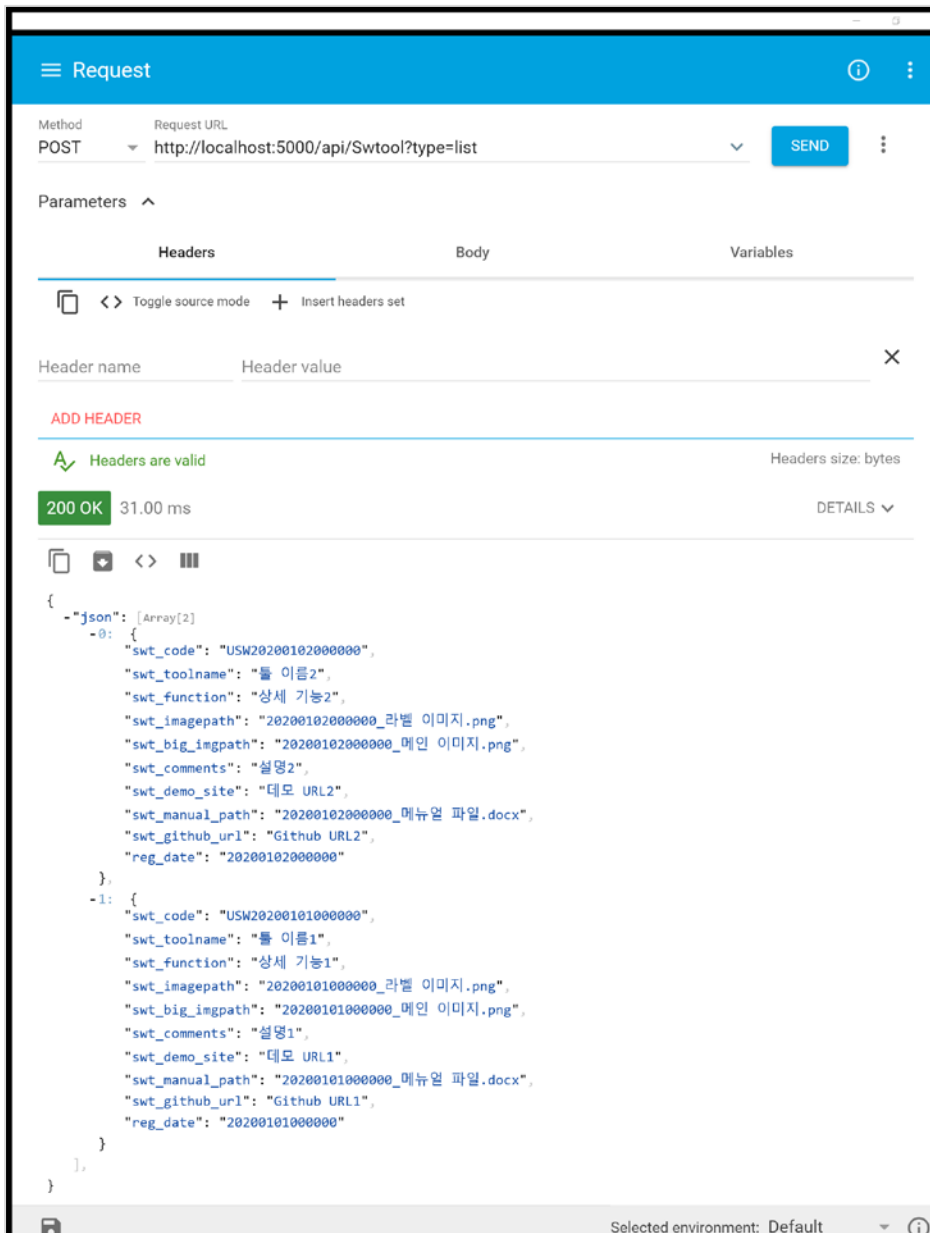 Request
Method
Request URL
POST
http://localhost:5000/api/Swtool?type=list
SEND
Parameters
Headers
Body
Variables
Toggle source mode
Insert headers set
Header name
Header value
ADD HEADER
Headers are valid
Headers size: bytes
200 OK
31.00 ms
DETAILS
{
-"json": [Array[2]
-0: {
"swt_code": "USW20200102000000",
"swt_toolname": "툴 이름2",
"swt_function": "상세 기능2",
"swt_imagepath": "20200102000000_라벨 이미지.png",
"swt_big_imgpath": "20200102000000_메인 이미지.png",
"swt_comments": "설명2",
"swt_demo_site": "데모 URL2",
"swt_manual_path": "20200102000000_메뉴얼 파일.docx",
"swt_github_url": "Github URL2",
"reg_date": "20200102000000"
},
-1: {
"swt_code": "USW20200101000000",
"swt_toolname": "툴 이름1",
"swt_function": "상세 기능1",
"swt_imagepath": "20200101000000_라벨 이미지.png",
"swt_big_imgpath": "20200101000000_메인 이미지.png",
"swt_comments": "설명1",
"swt_demo_site": "데모 URL1",
"swt_manual_path": "20200101000000_메뉴얼 파일.docx",
"swt_github_url": "Github URL1",
"reg_date": "20200101000000"
}
],
}
Selected environment: Default